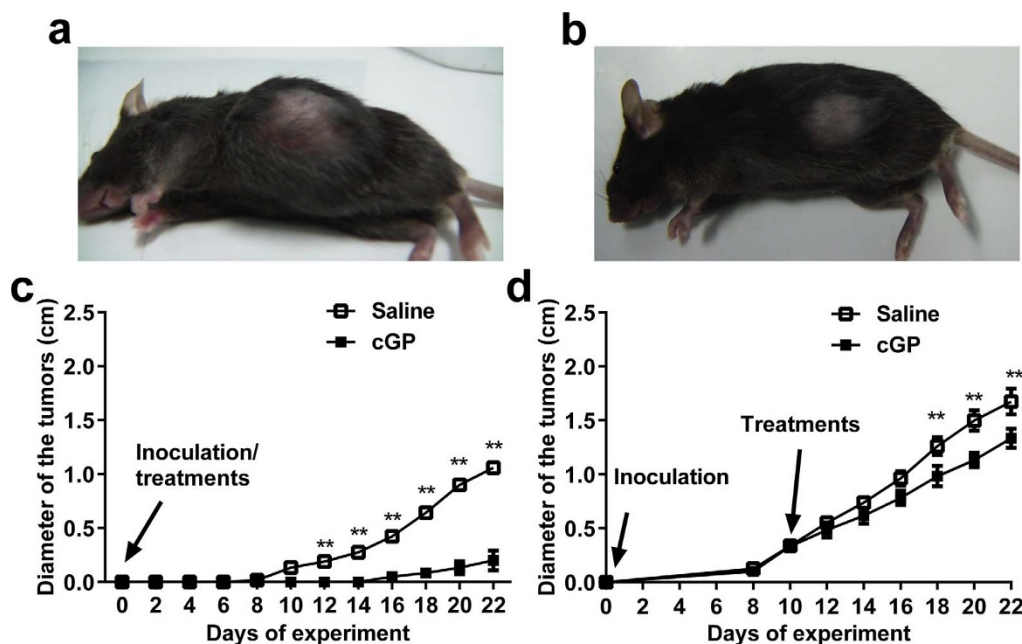 a
b
c
Diameter of the tumors (cm)
2.5
2.0
1.5
1.0
0.5
0.0
Saline
cGP
Inoculation/
treatments
** ** ** ** ** **
0 2 4 6 8 10 12 14 16 18 20 22
Days of experiment
d
Diameter of the tumors (cm)
2.5
2.0
1.5
1.0
0.5
0.0
Saline
cGP
Treatments
Inoculation
** ** **
0 2 4 6 8 10 12 14 16 18 20 22
Days of experiment